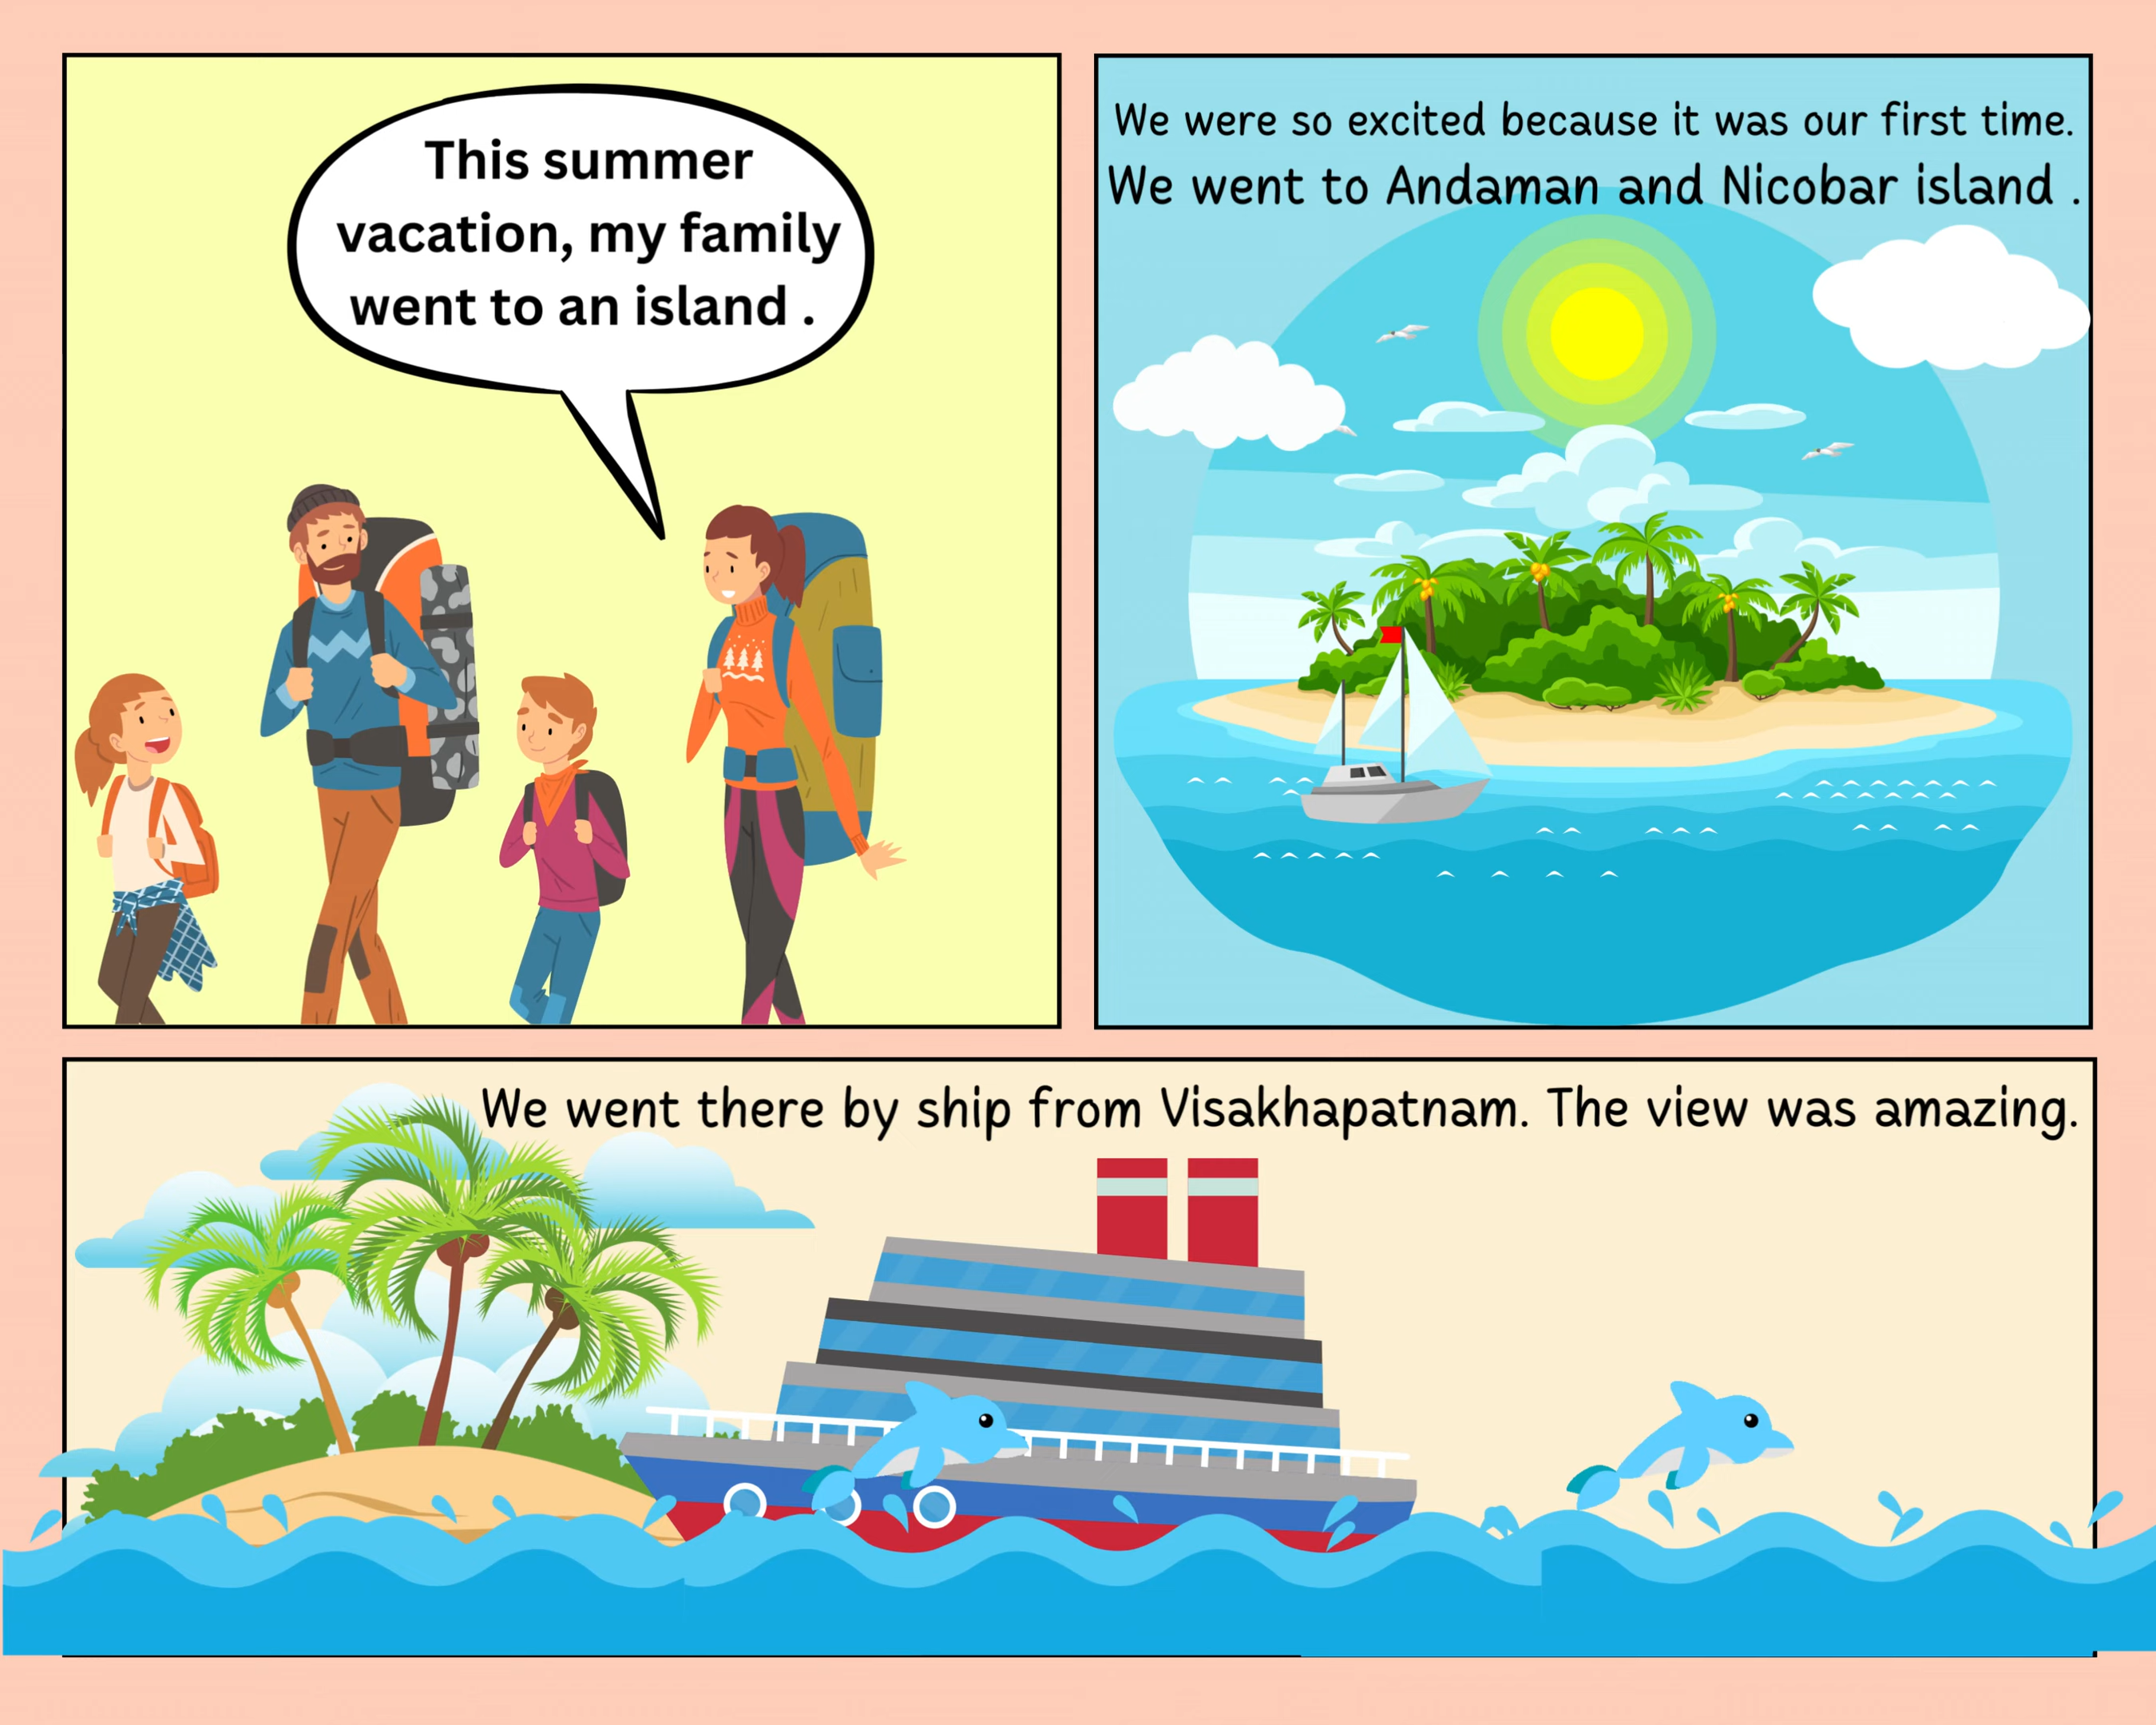 This summer
vacation, my family
went to an island .
We were so excited because it was our first time.
We went to Andaman and Nicobar island .
We went there by ship from Visakhapatnam. The view was amazing.